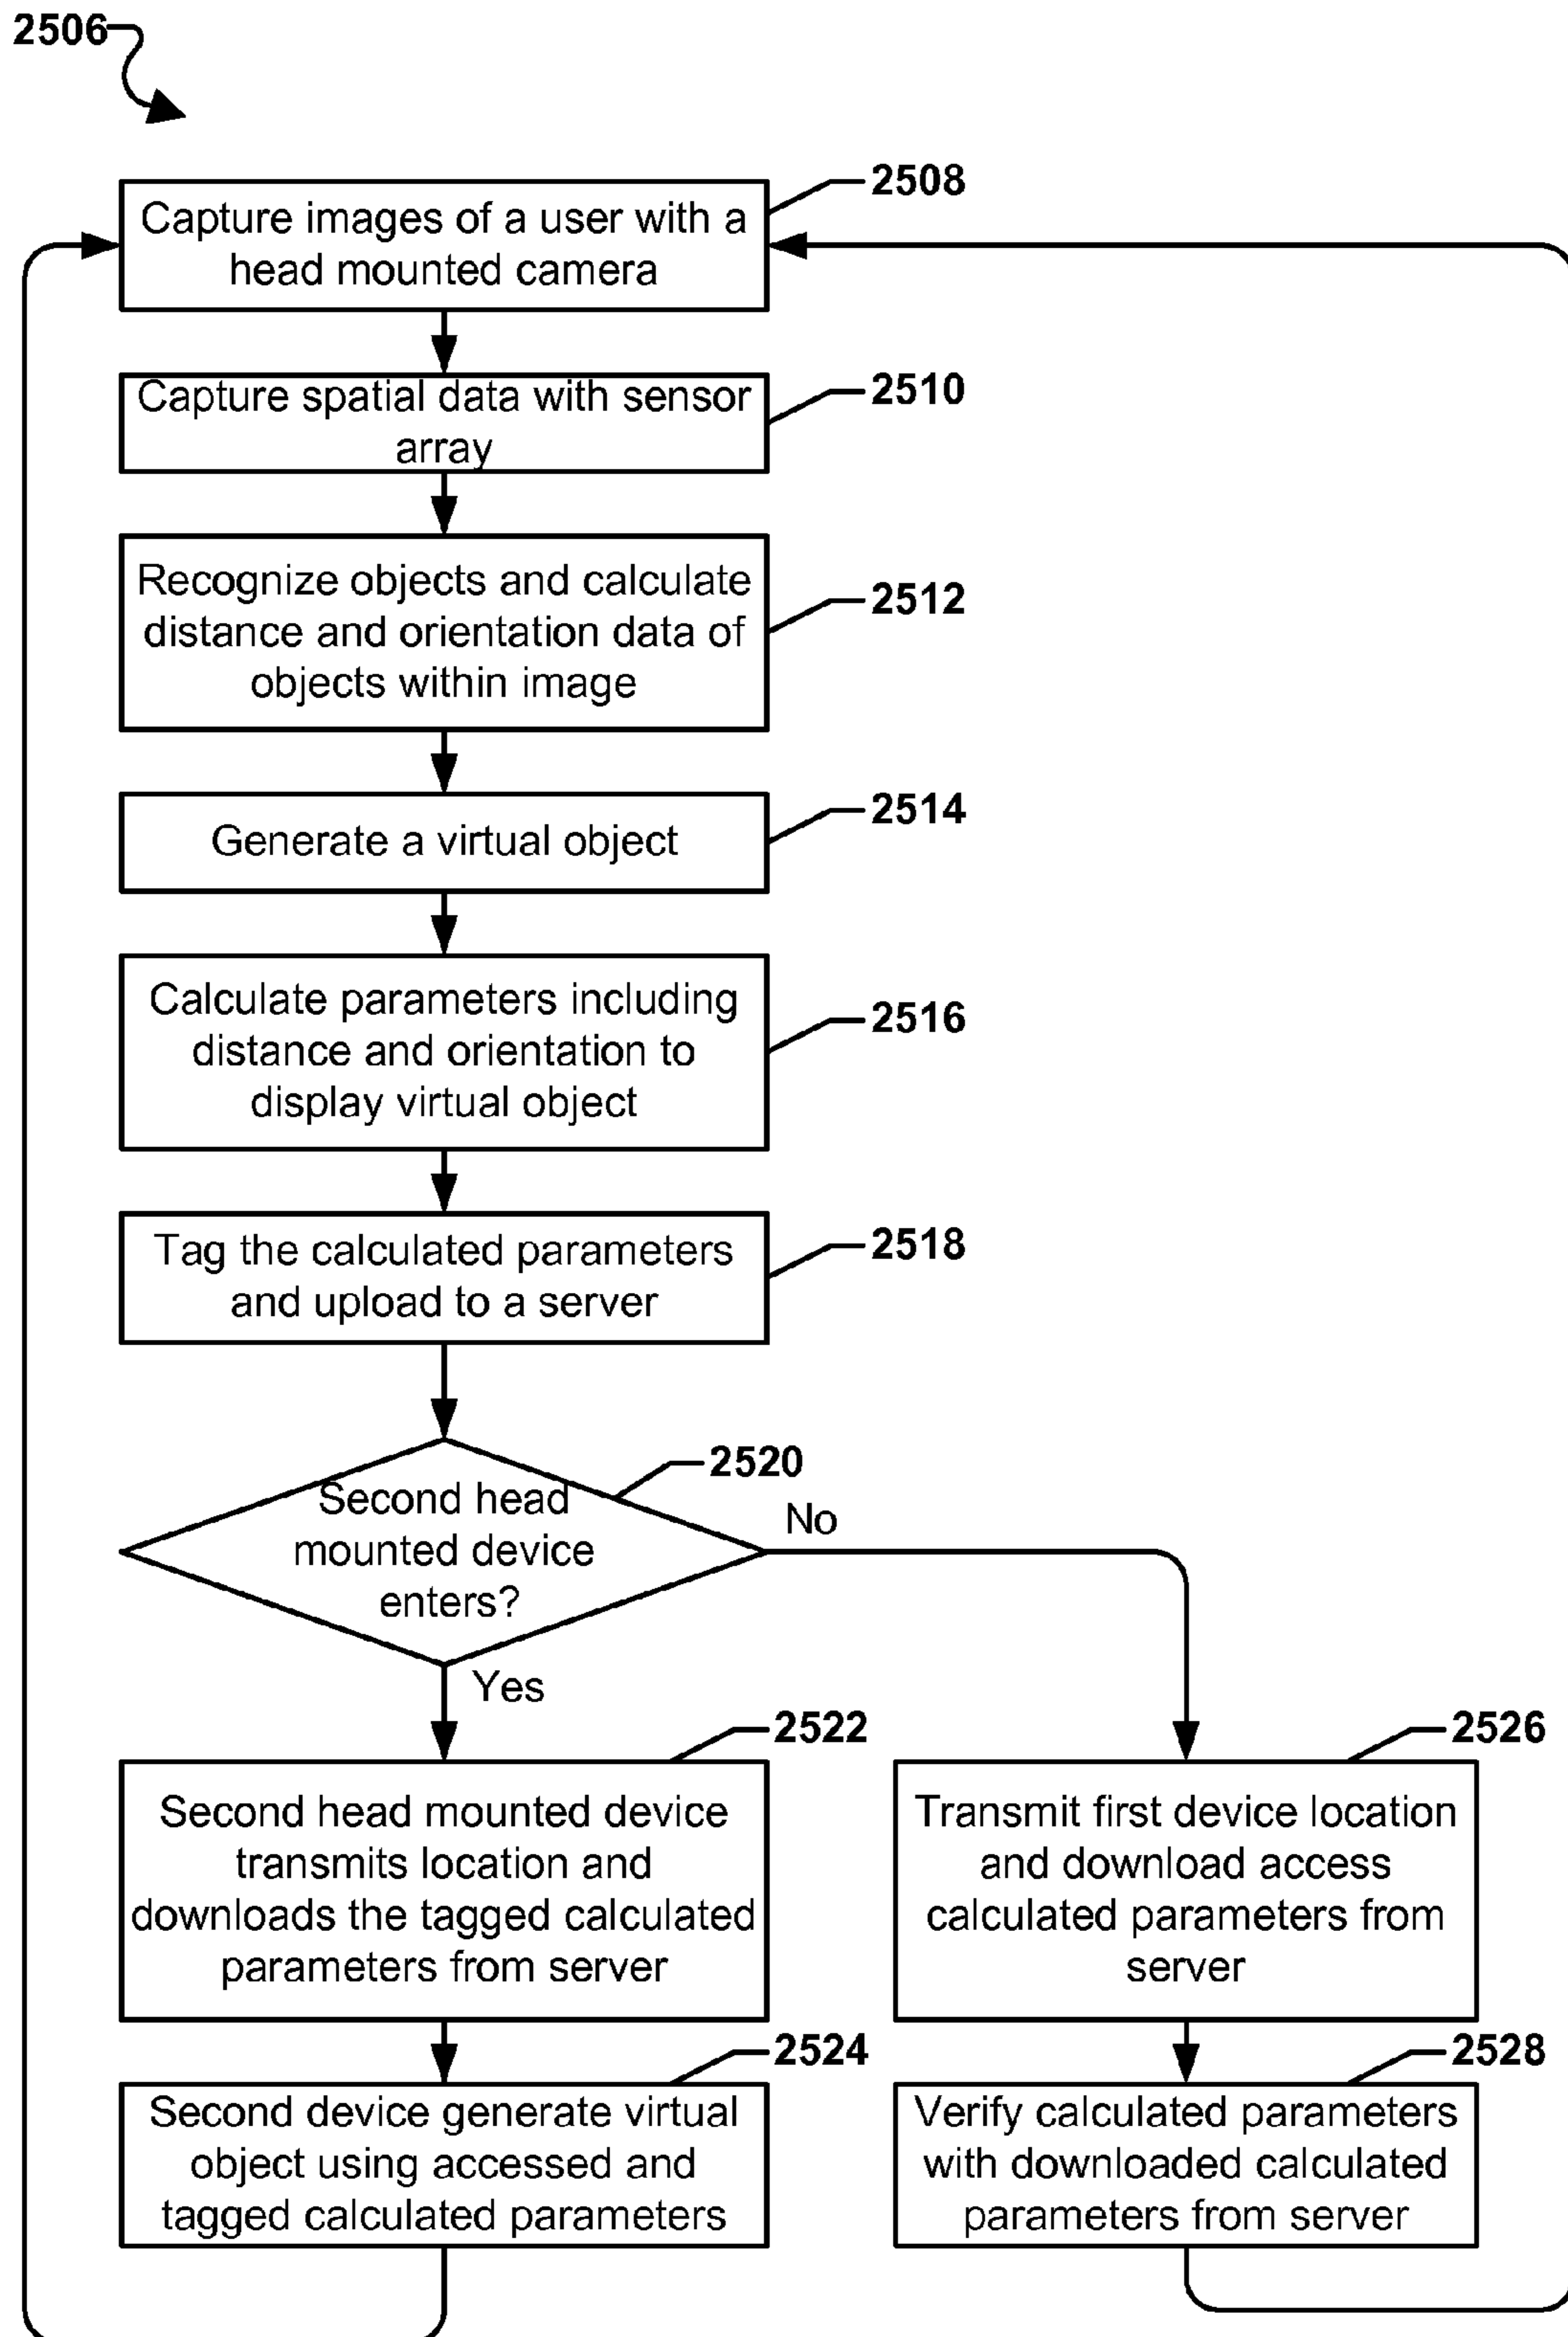 2506
2508
Capture images of a user with a
head mounted camera
2510
Capture spatial data with sensor
array
2512
Recognize objects and calculate
distance and orientation data of
objects within image
2514
Generate a virtual object
2516
Calculate parameters including
distance and orientation to
display virtual object
2518
Tag the calculated parameters
and upload to a server
2520
Second head
mounted device
enters?
No
Yes
2522
Second head mounted device
transmits location and
downloads the tagged calculated
parameters from server
2526
Transmit first device location
and download access
calculated parameters from
server
2524
Second device generate virtual
object using accessed and
tagged calculated parameters
2528
Verify calculated parameters
with downloaded calculated
parameters from server